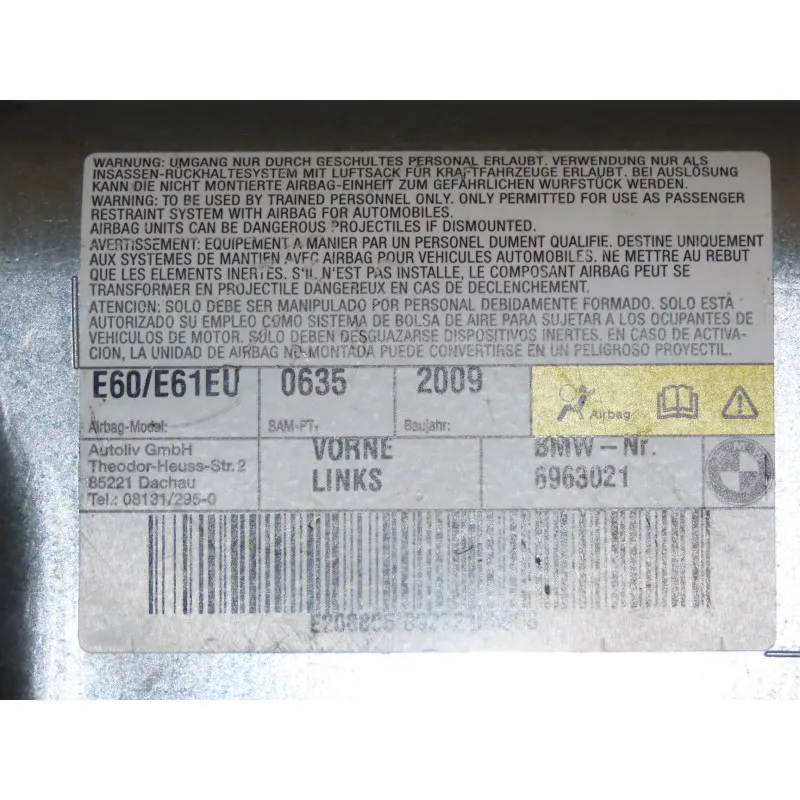 WARNUNG: UMGANG NUR DURCH GESCHULTES PERSONAL ERLAUBT. VERWENDUNG NUR ALS
INSASSEN-RÜCKHALTESYSTEM MIT LUFTSACK FÜR KRAFTFAHRZEUGE ERLAUBT. BEI AUSLÖSUNG
KANN DIE NICHT MONTIERTE AIRBAG-EINHEIT ZUM GEFÄHRLICHEN WURFSTÜCK WERDEN.
WARNING: TO BE USED BY TRAINED PERSONNEL ONLY. ONLY PERMITTED FOR USE AS PASSENGER
RESTRAINT SYSTEM WITH AIRBAG FOR AUTOMOBILES.
AIRBAG UNITS CAN BE DANGEROUS PROJECTILES IF DISMOUNTED.
AVERTISSEMENT: EQUIPEMENT A MANIER PAR UN PERSONNEL DUMENT QUALIFIE. DESTINE UNIQUEMENT
AUX SYSTEMES DE MANTIEN AVEC AIRBAG POUR VEHICULES AUTOMOBILES. NE METTRE AU REBUT
QUE LES ELEMENTS INERTES. S'IL N'EST PAS INSTALLE, LE COMPOSANT AIRBAG PEUT SE
TRANSFORMER EN PROJECTILE DANGEREUX EN CAS DE DECLENCHEMENT.
ATENCION: SOLO DEBE SER MANIPULADO POR PERSONAL DEBIDAMENTE FORMADO. SOLO ESTÁ
AUTORIZADO SU EMPLEO COMO SISTEMA DE BOLSA DE AIRE PARA SUJETAR A LOS OCUPANTES DE
VEHICULOS DE MOTOR. SOLO DEBEN DESGUAZARSE DISPOSITIVOS INERTES. EN CASO DE ACTIVA-
CION, LA UNIDAD DE AIRBAG NO MONTADA PUEDE CONVERTIRSE EN UN PELIGROSO PROYECTIL.
E60/E61EU 0635 2009
Airbag-Model: BAM-PT- Baujahr: Airbag
Autoliv GmbH
Theodor-Heuss-Str.2
85221 Dachau
Tel.: 08131/295-0
VORNE
LINKS
BMW-Nr.
6963021